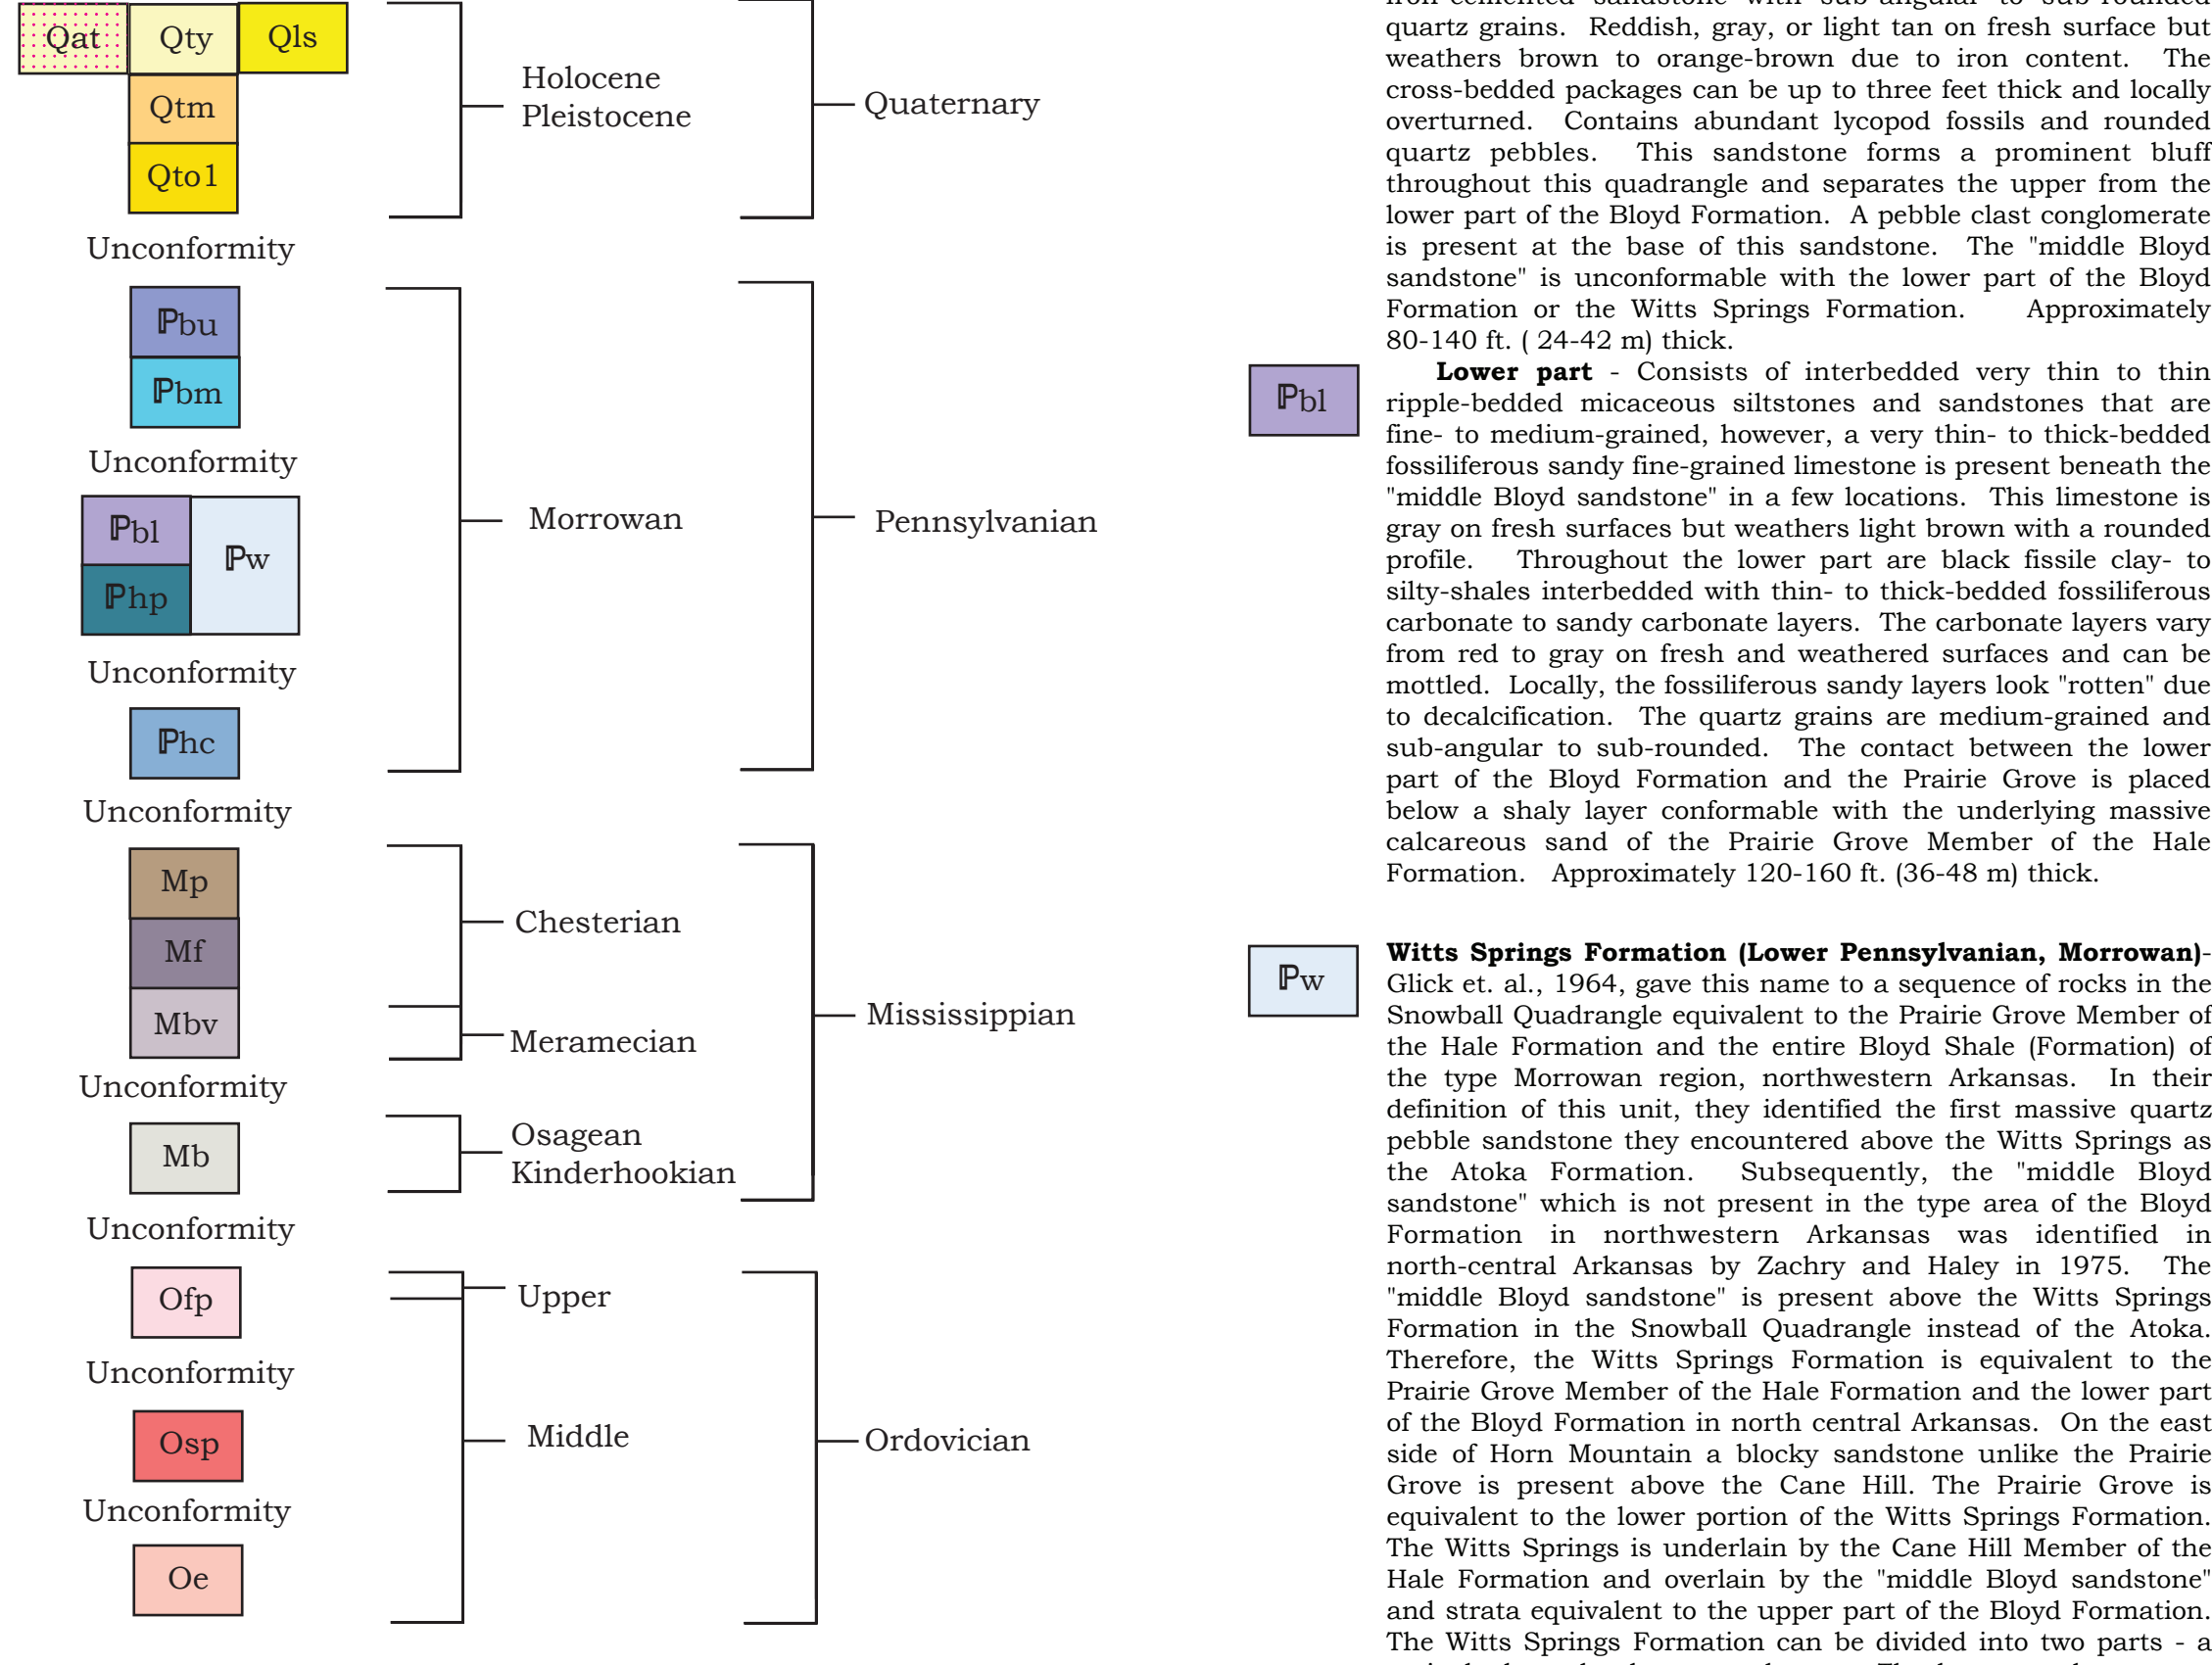 Qat Qty Qls
Qtm
Qto1
Holocene
Pleistocene
Quaternary
Unconformity
ℙbu
ℙbm
Unconformity
ℙbl
ℙw
ℙhp
Unconformity
ℙhc
Morrowan
Pennsylvanian
Unconformity
Mp
Mf
Mbv
Chesterian
Meramecian
Mississippian
Unconformity
Mb
Osagean
Kinderhookian
Unconformity
Ofp
Upper
Unconformity
Osp
Middle
Ordovician
Unconformity
Oe
iron-cemented sandstone with sub-angular to sub-rounded
quartz grains. Reddish, gray, or light tan on fresh surface but
weathers brown to orange-brown due to iron content. The
cross-bedded packages can be up to three feet thick and locally
overturned. Contains abundant lycopod fossils and rounded
quartz pebbles. This sandstone forms a prominent bluff
throughout this quadrangle and separates the upper from the
lower part of the Bloyd Formation. A pebble clast conglomerate
is present at the base of this sandstone. The "middle Bloyd
sandstone" is unconformable with the lower part of the Bloyd
Formation or the Witts Springs Formation. Approximately
80-140 ft. ( 24-42 m) thick.
ℙbl
Lower part - Consists of interbedded very thin to thin
ripple-bedded micaceous siltstones and sandstones that are
fine- to medium-grained, however, a very thin- to thick-bedded
fossiliferous sandy fine-grained limestone is present beneath the
"middle Bloyd sandstone" in a few locations. This limestone is
gray on fresh surfaces but weathers light brown with a rounded
profile. Throughout the lower part are black fissile clay- to
silty-shales interbedded with thin- to thick-bedded fossiliferous
carbonate to sandy carbonate layers. The carbonate layers vary
from red to gray on fresh and weathered surfaces and can be
mottled. Locally, the fossiliferous sandy layers look "rotten" due
to decalcification. The quartz grains are medium-grained and
sub-angular to sub-rounded. The contact between the lower
part of the Bloyd Formation and the Prairie Grove is placed
below a shaly layer conformable with the underlying massive
calcareous sand of the Prairie Grove Member of the Hale
Formation. Approximately 120-160 ft. (36-48 m) thick.
ℙw
Witts Springs Formation (Lower Pennsylvanian, Morrowan)-
Glick et. al., 1964, gave this name to a sequence of rocks in the
Snowball Quadrangle equivalent to the Prairie Grove Member of
the Hale Formation and the entire Bloyd Shale (Formation) of
the type Morrowan region, northwestern Arkansas. In their
definition of this unit, they identified the first massive quartz
pebble sandstone they encountered above the Witts Springs as
the Atoka Formation. Subsequently, the "middle Bloyd
sandstone" which is not present in the type area of the Bloyd
Formation in northwestern Arkansas was identified in
north-central Arkansas by Zachry and Haley in 1975. The
"middle Bloyd sandstone" is present above the Witts Springs
Formation in the Snowball Quadrangle instead of the Atoka.
Therefore, the Witts Springs Formation is equivalent to the
Prairie Grove Member of the Hale Formation and the lower part
of the Bloyd Formation in north central Arkansas. On the east
side of Horn Mountain a blocky sandstone unlike the Prairie
Grove is present above the Cane Hill. The Prairie Grove is
equivalent to the lower portion of the Witts Springs Formation.
The Witts Springs is underlain by the Cane Hill Member of the
Hale Formation and overlain by the "middle Bloyd sandstone"
and strata equivalent to the upper part of the Bloyd Formation.
The Witts Springs Formation can be divided into two parts - a